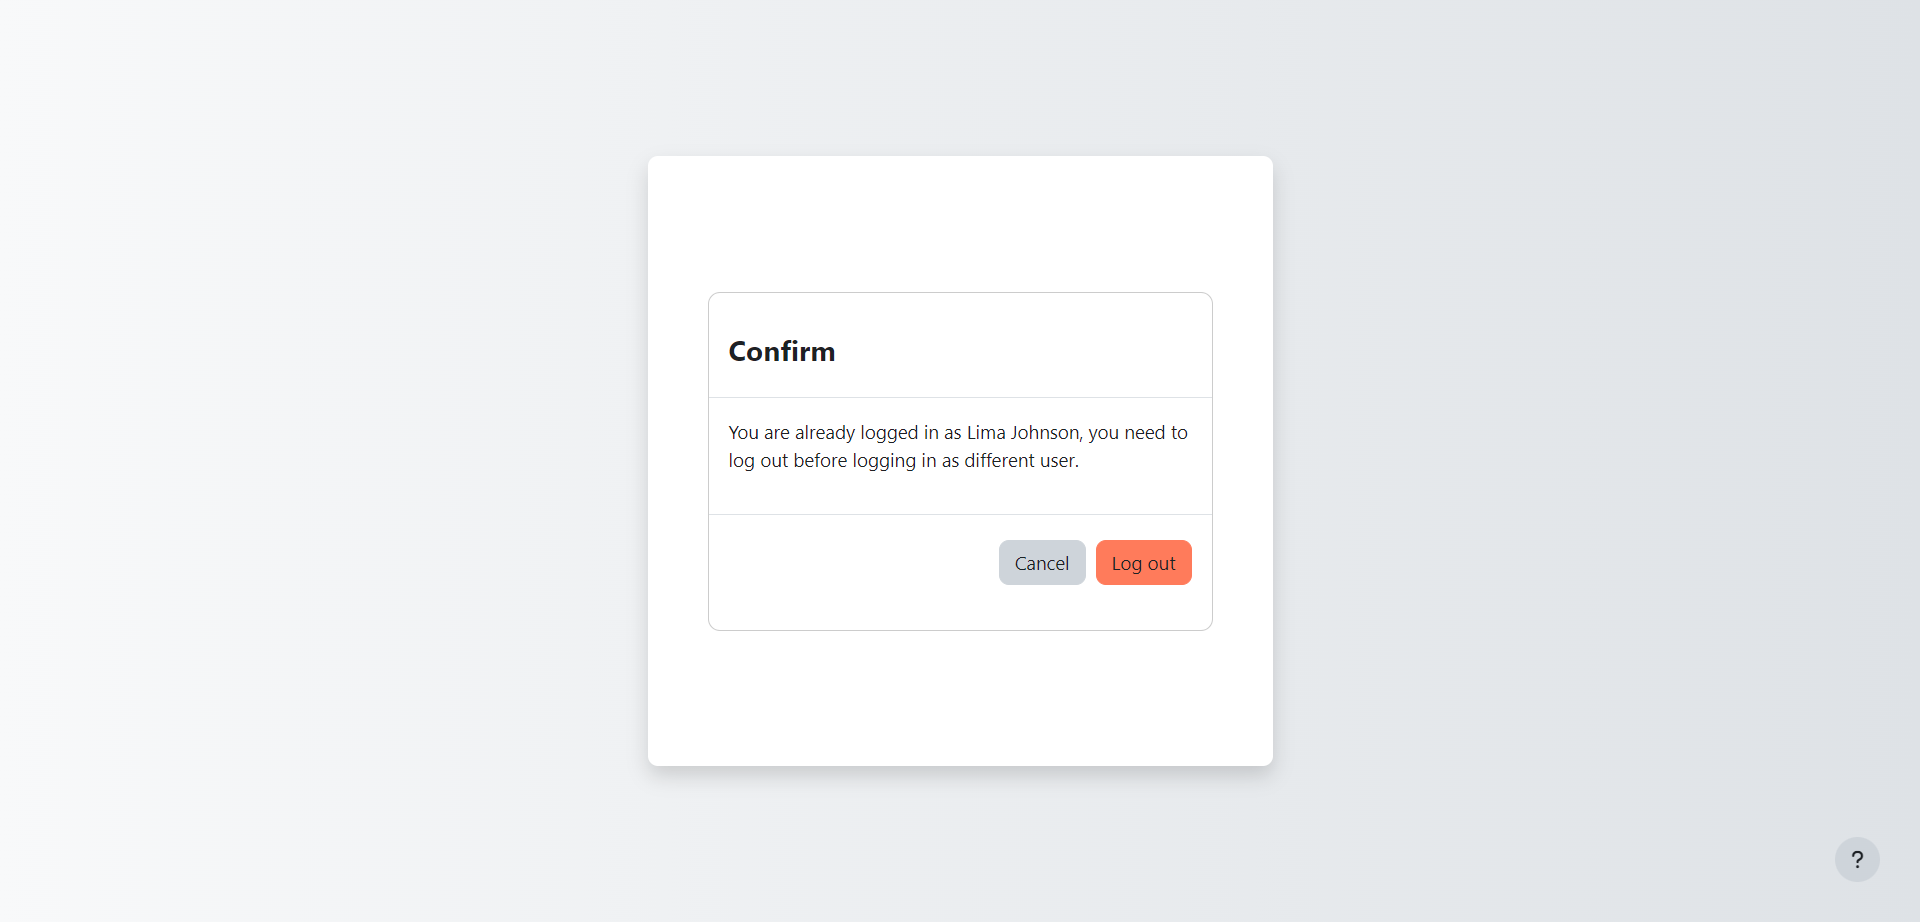 Confirm
You are already logged in as Lima Johnson, you need to
log out before logging in as different user.
Cancel
Log out
?